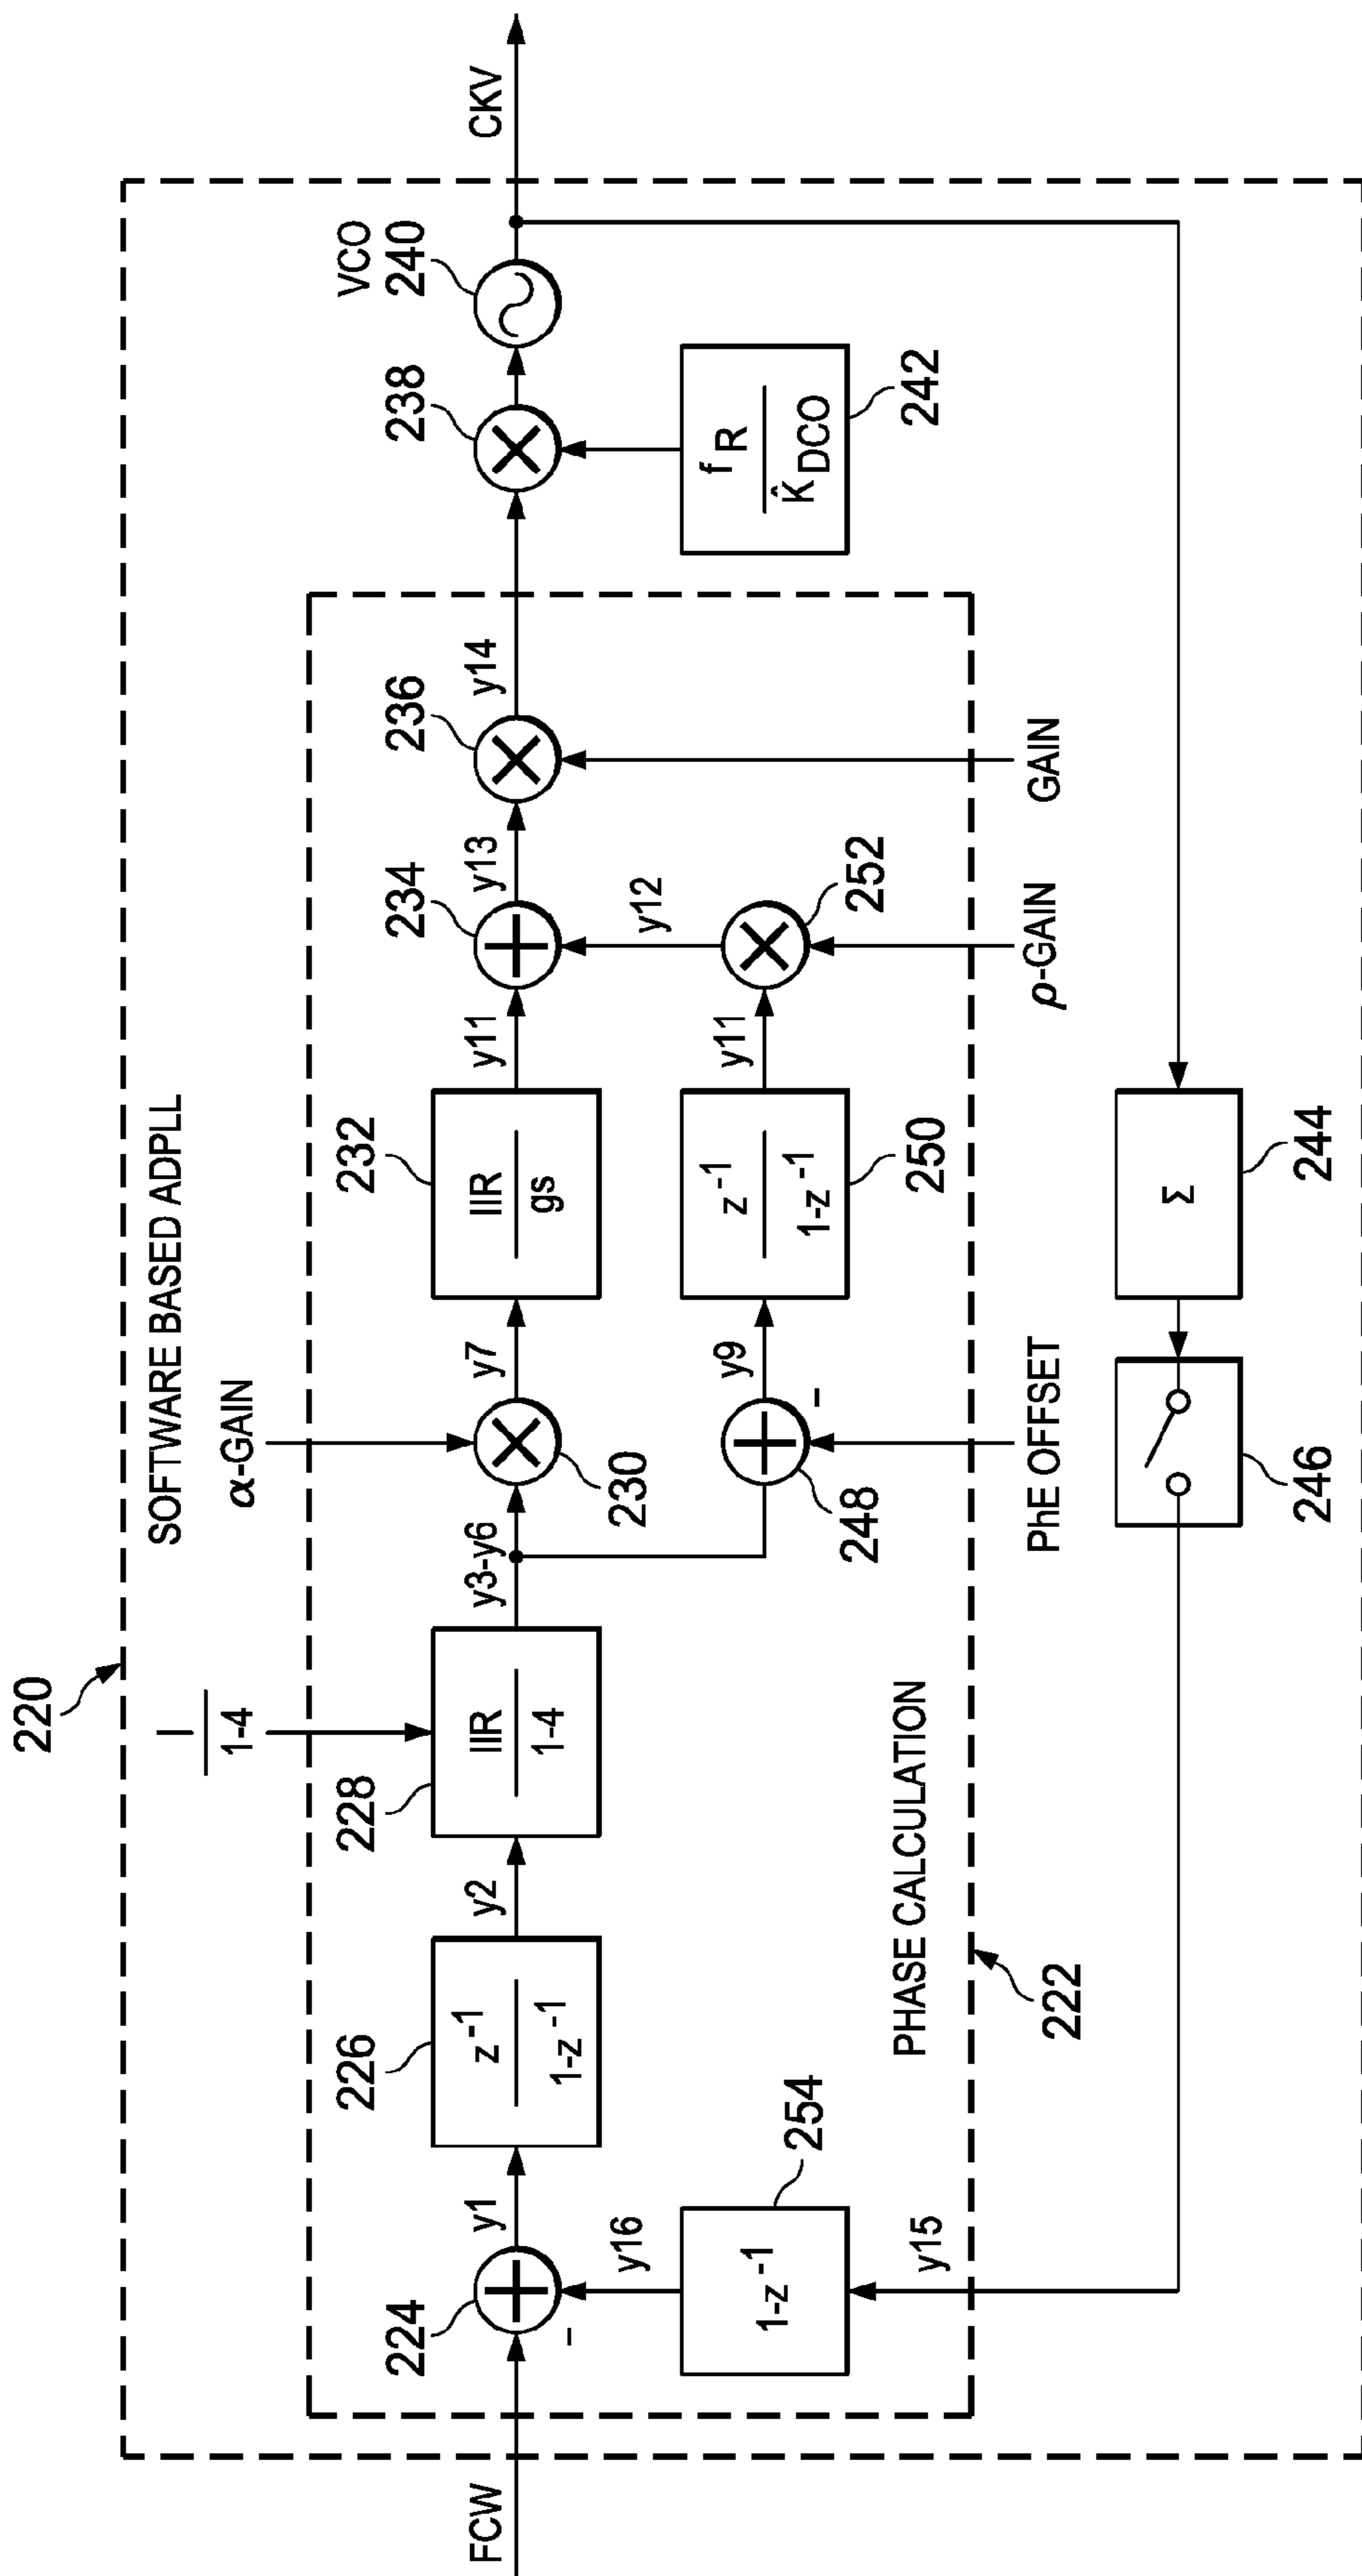 220
SOFTWARE BASED ADPLL
I
1-4
α-GAIN
FCW
224
-
y1
226
z-1
1-z-1
y2
228
IIR
1-4
y3-y6
230
y7
232
IIR
gs
y11
234
y13
236
y14
238
VCO
240
CKV
fR
K̂DCO
242
248
-
y9
z-1
1-z-1
250
y11
252
y12
y16
1-z-1
254
y15
PHASE CALCULATION
222
PhE OFFSET
ρ-GAIN
GAIN
246
Σ
244